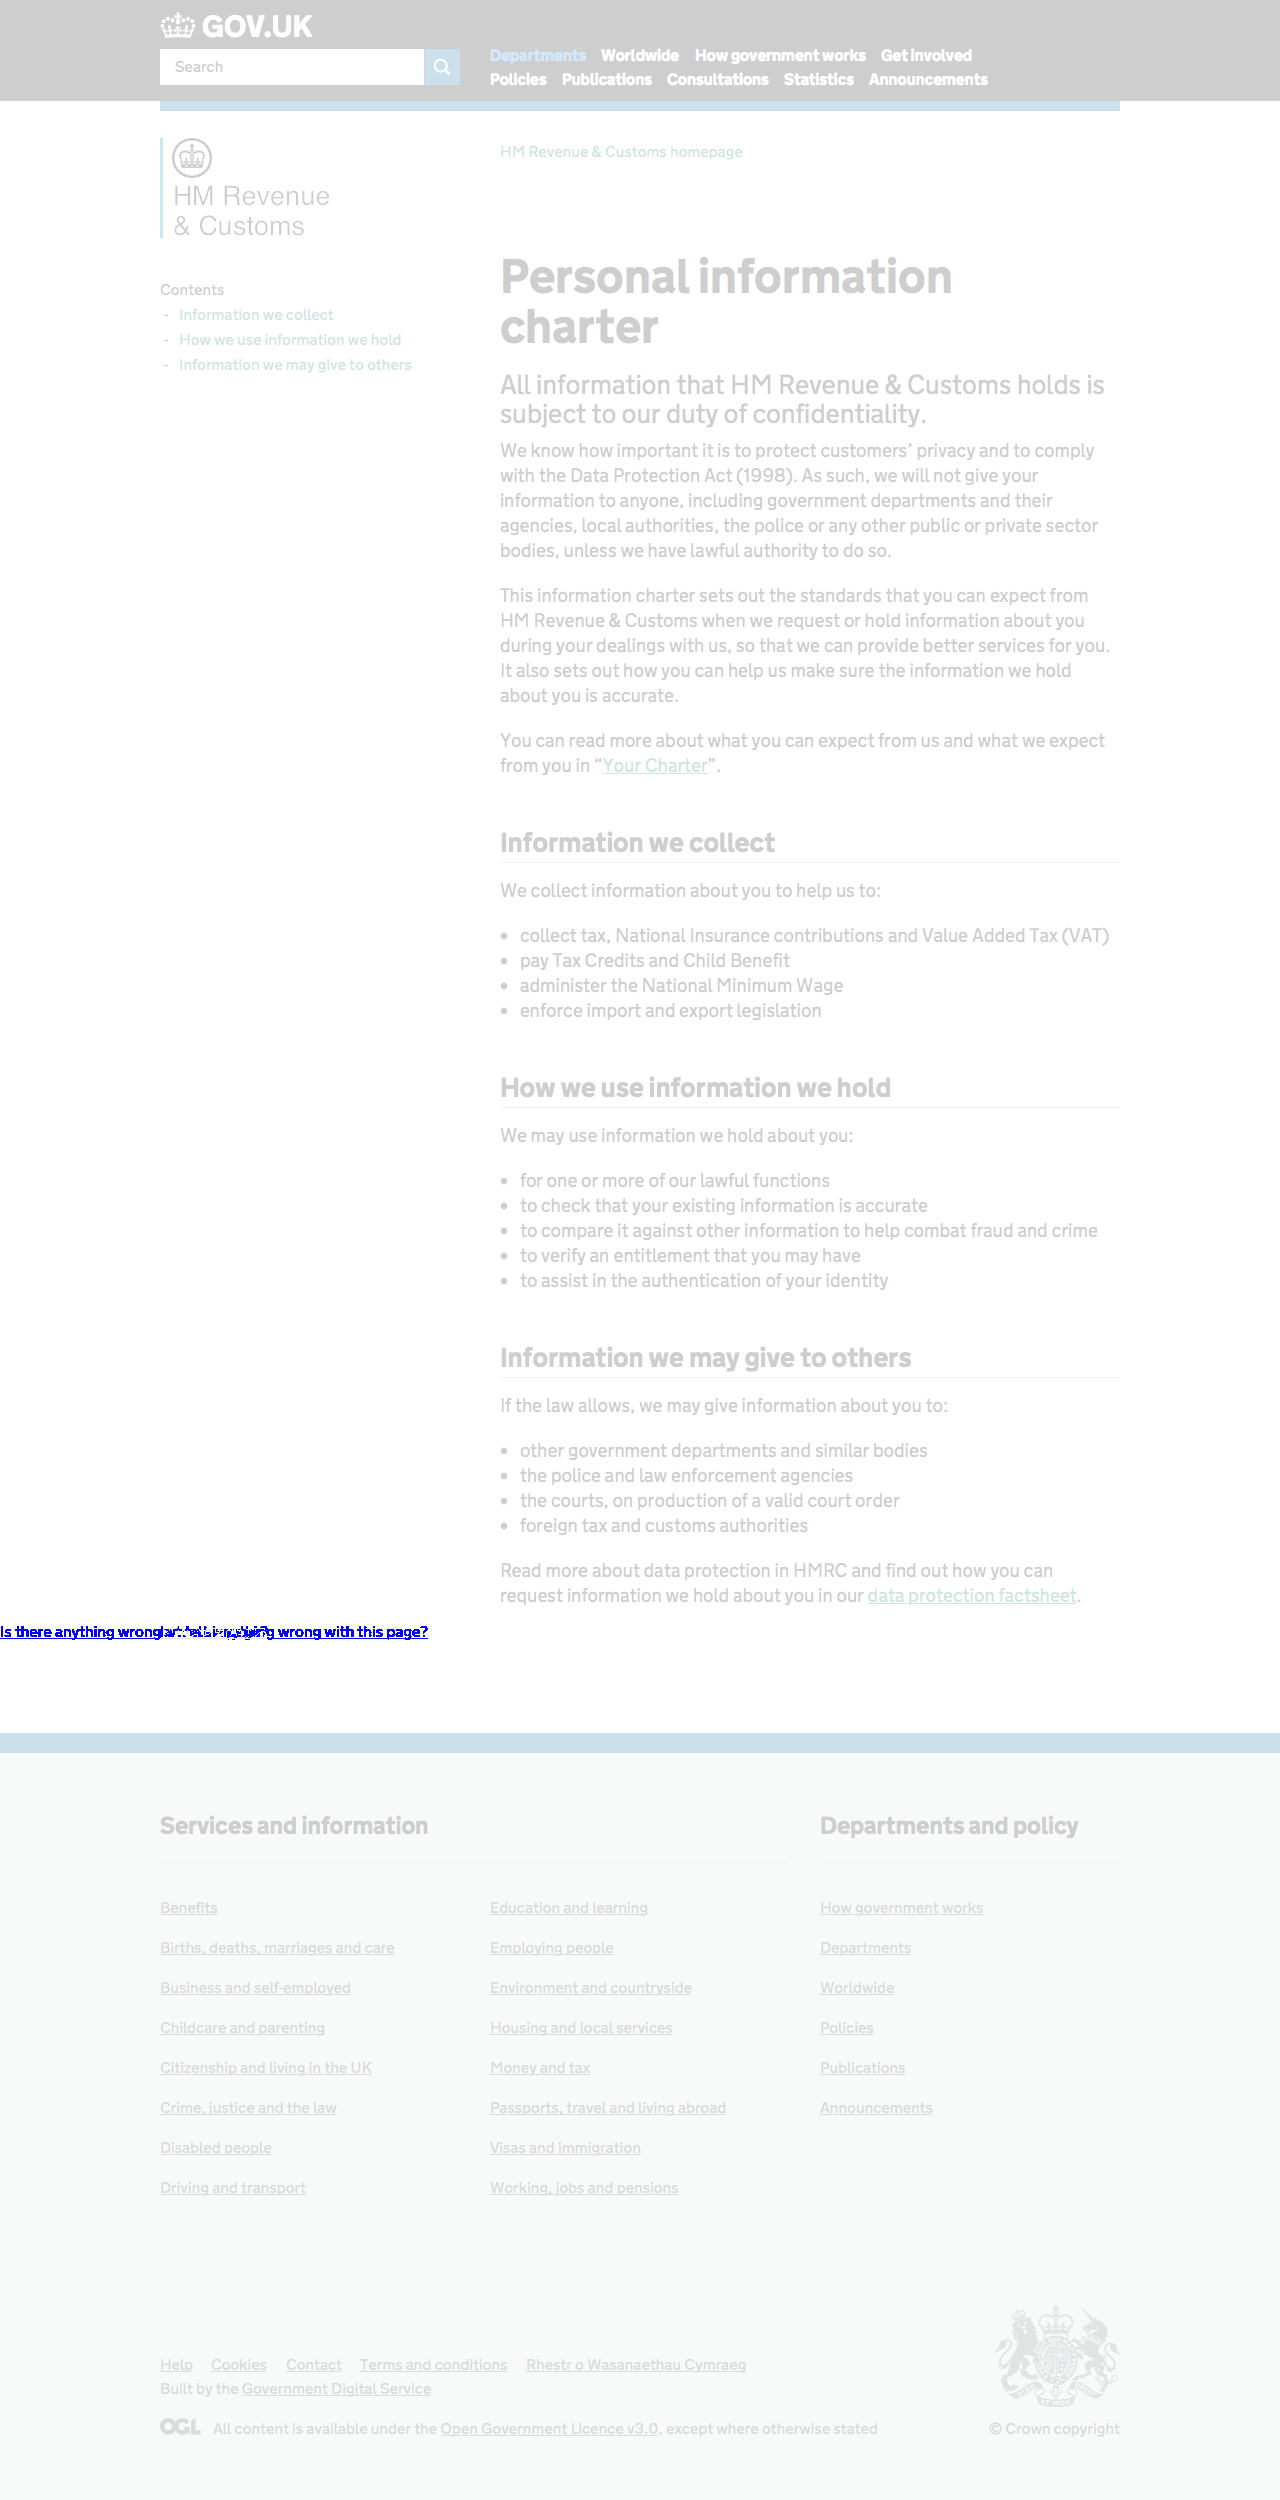 GOV.UK
Search
Departments Worldwide How government works Get involved
Policies Publications Consultations Statistics Announcements
HM Revenue
& Customs
HM Revenue & Customs homepage
Contents
- Information we collect
- How we use information we hold
- Information we may give to others
Personal information
charter
All information that HM Revenue & Customs holds is
subject to our duty of confidentiality.
We know how important it is to protect customers’ privacy and to comply
with the Data Protection Act (1998). As such, we will not give your
information to anyone, including government departments and their
agencies, local authorities, the police or any other public or private sector
bodies, unless we have lawful authority to do so.
This information charter sets out the standards that you can expect from
HM Revenue & Customs when we request or hold information about you
during your dealings with us, so that we can provide better services for you.
It also sets out how you can help us make sure the information we hold
about you is accurate.
You can read more about what you can expect from us and what we expect
from you in “Your Charter”.
Information we collect
We collect information about you to help us to:
• collect tax, National Insurance contributions and Value Added Tax (VAT)
• pay Tax Credits and Child Benefit
• administer the National Minimum Wage
• enforce import and export legislation
How we use information we hold
We may use information we hold about you:
• for one or more of our lawful functions
• to check that your existing information is accurate
• to compare it against other information to help combat fraud and crime
• to verify an entitlement that you may have
• to assist in the authentication of your identity
Information we may give to others
If the law allows, we may give information about you to:
• other government departments and similar bodies
• the police and law enforcement agencies
• the courts, on production of a valid court order
• foreign tax and customs authorities
Read more about data protection in HMRC and find out how you can
request information we hold about you in our data protection factsheet.
Is there anything wrong wrong with this page?
Services and information
Departments and policy
Benefits
Education and learning
How government works
Births, deaths, marriages and care
Employing people
Departments
Business and self-employed
Environment and countryside
Worldwide
Childcare and parenting
Housing and local services
Policies
Citizenship and living in the UK
Money and tax
Publications
Crime, justice and the law
Passports, travel and living abroad
Announcements
Disabled people
Visas and immigration
Driving and transport
Working, jobs and pensions
Help Cookies Contact Terms and conditions Rhestr o Wasanaethau Cymraeg
Built by the Government Digital Service
OGL All content is available under the Open Government Licence v3.0, except where otherwise stated
© Crown copyright